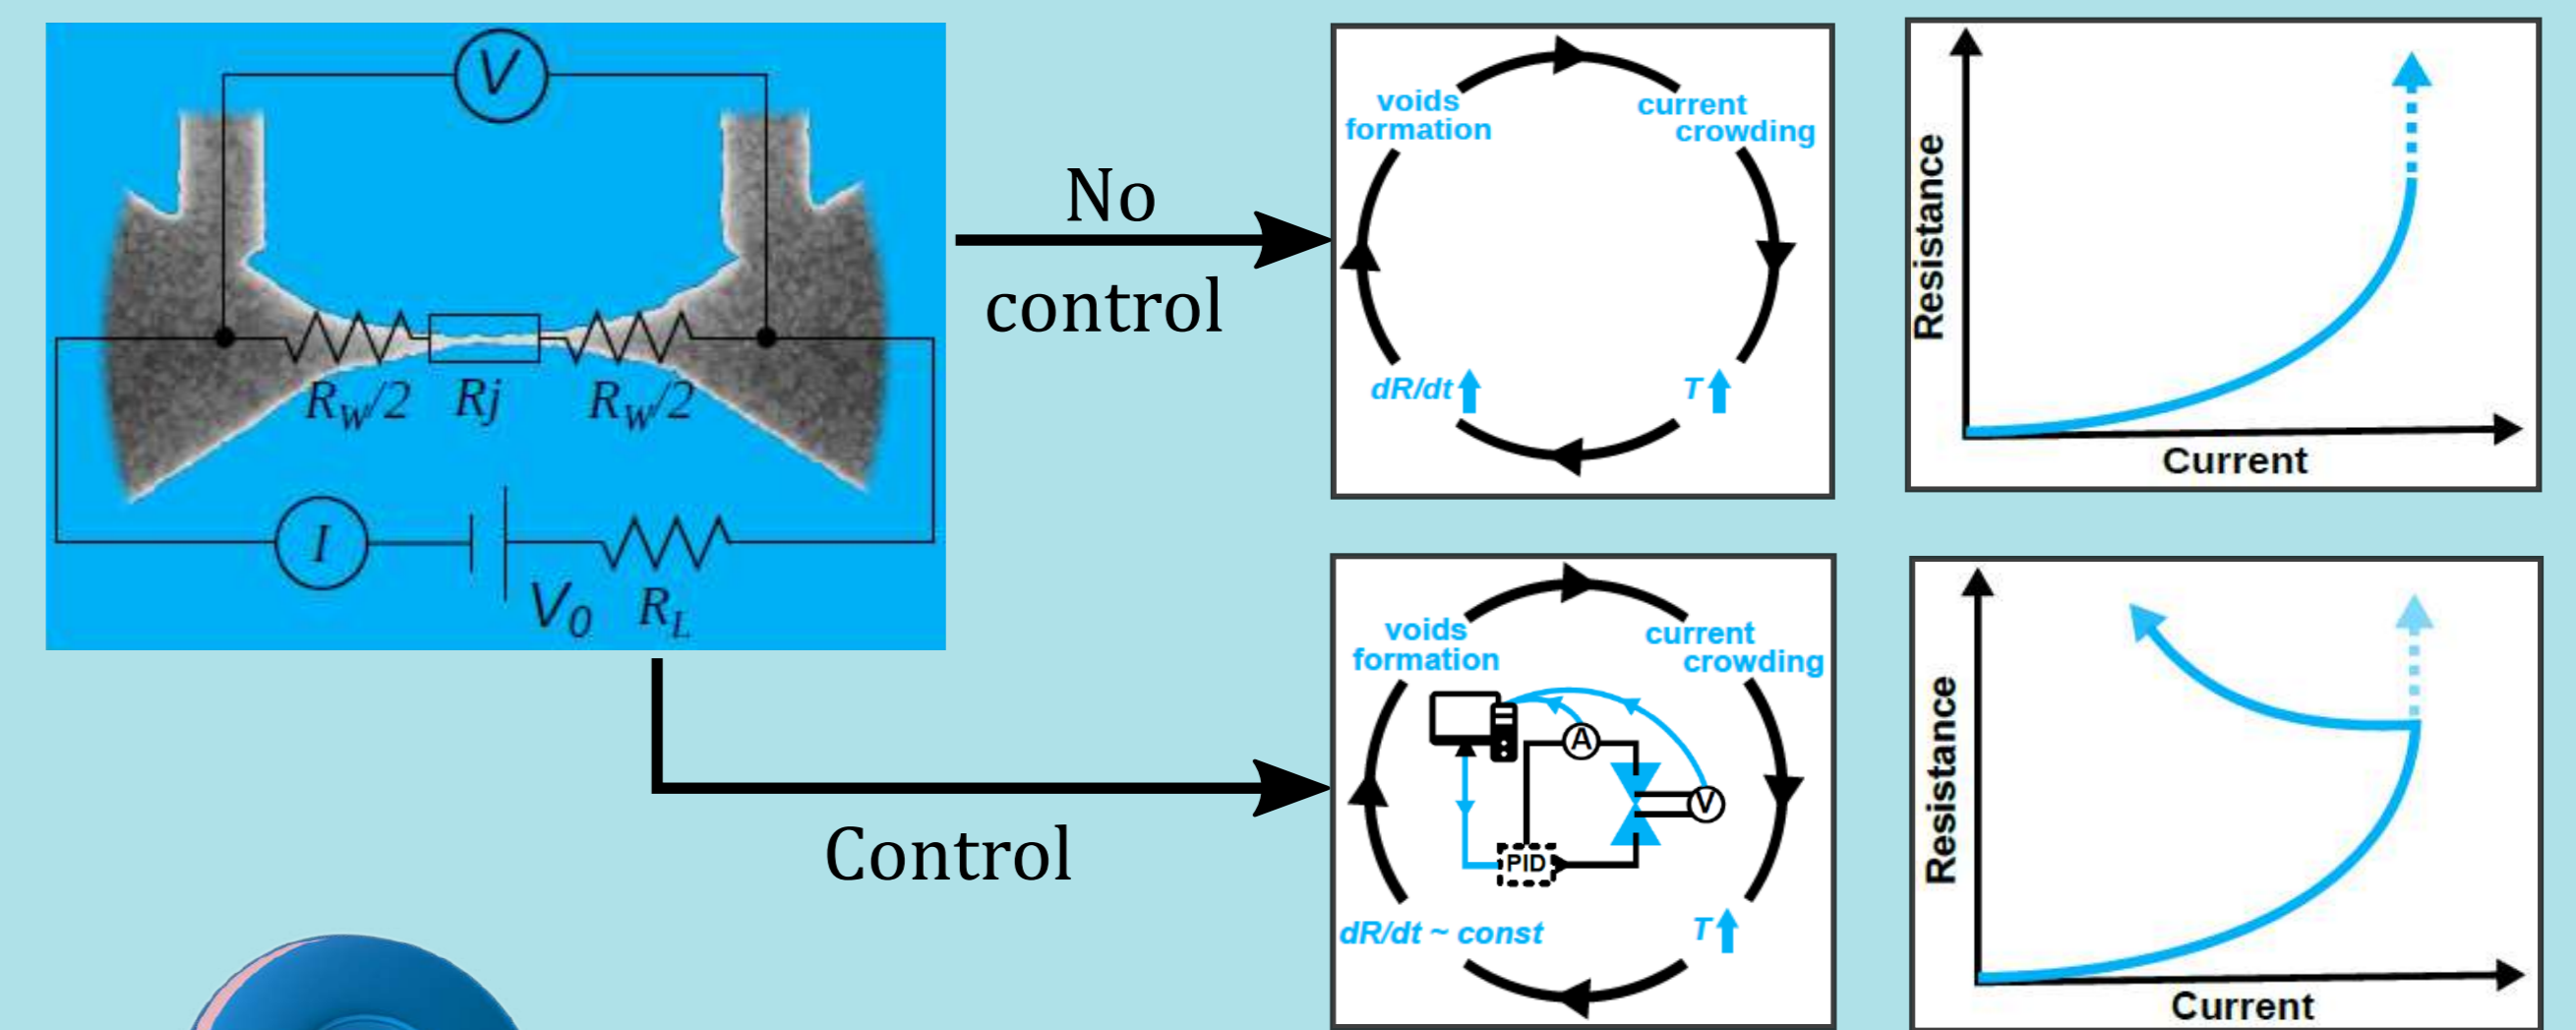 V
R_W/2
Rj
R_W/2
I
V_0
R_L
No
control
voids
formation
current
crowding
dR/dt
T
Resistance
Current
Control
voids
formation
current
crowding
A
V
PID
dR/dt ~ const
T
Resistance
Current